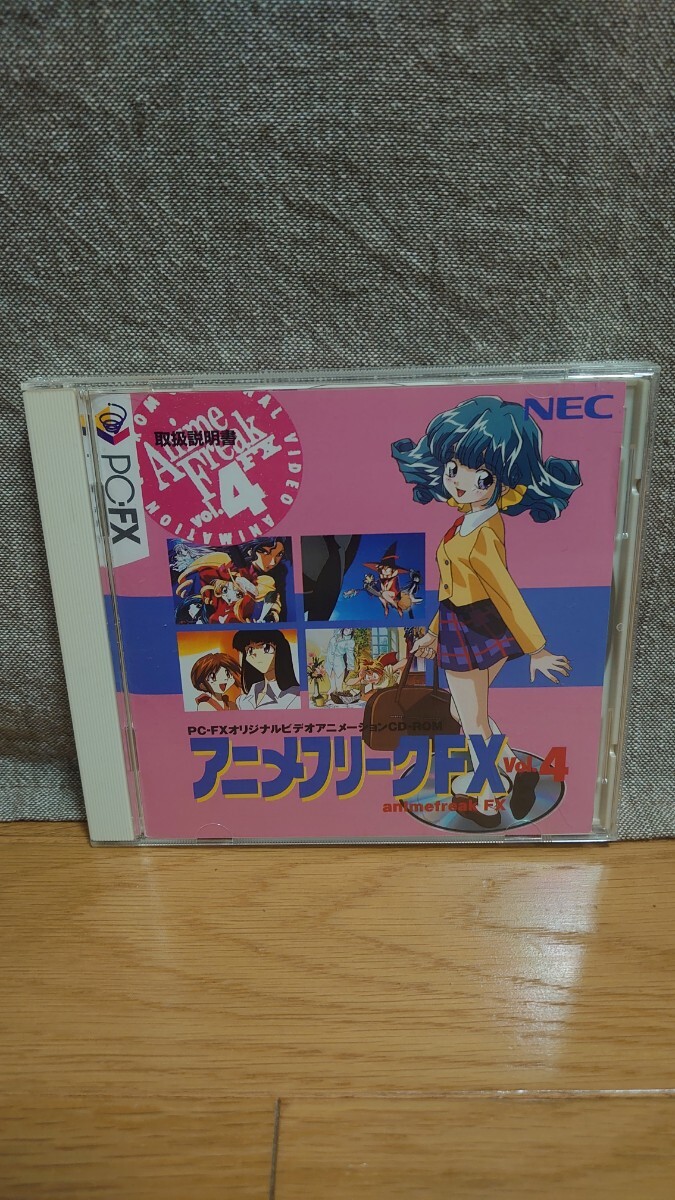 NEC
取扱説明書
Anime
Freak FX
Vol. 4
VIDEO ANIMATION
PC-FX
PC-FXオリジナルビデオアニメーションCD-ROM
アニメフリークFX Vol.4
animefreak FX